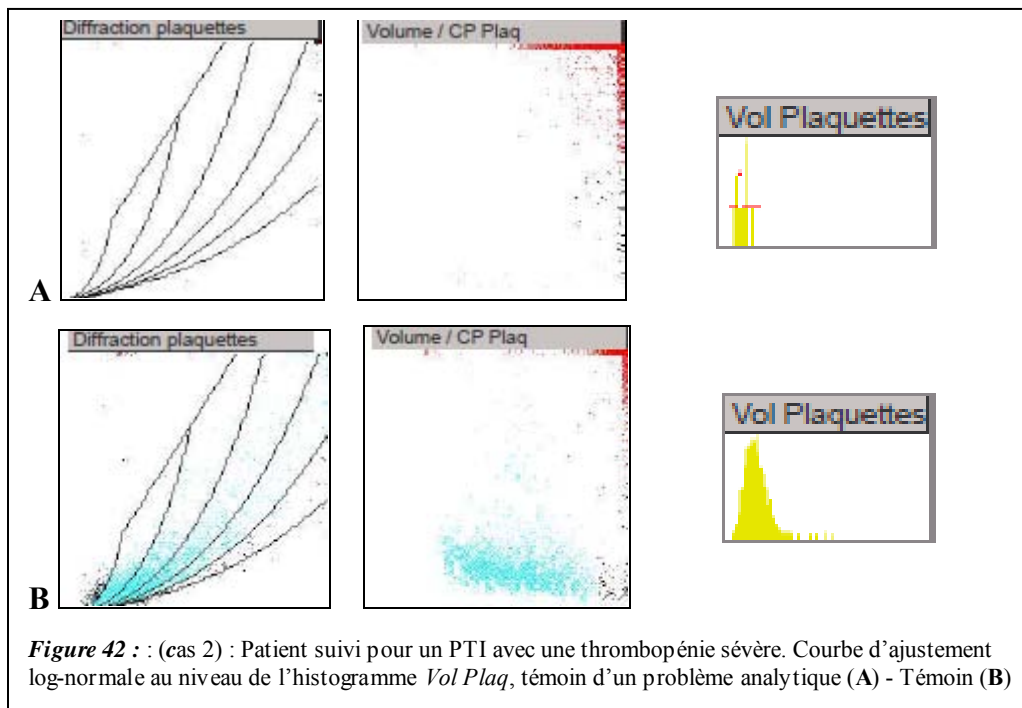 Diffraction plaquettes
Volume / CP Plaq
Vol Plaquettes
A
Diffraction plaquettes
Volume / CP Plaq
Vol Plaquettes
B
Figure 42 : : (cas 2) : Patient suivi pour un PTI avec une thrombopénie sévère. Courbe d'ajustement
log-normale au niveau de l'histogramme Vol Plaq, témoin d'un problème analytique (A) - Témoin (B)